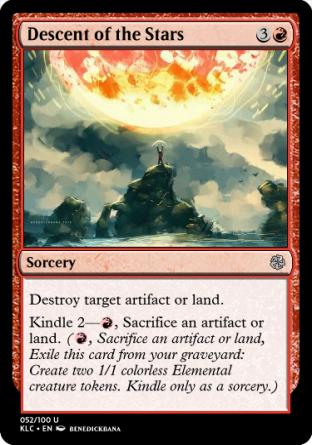 Descent of the Stars 3
Sorcery
Destroy target artifact or land.
Kindle 2—, Sacrifice an artifact or
land. ( , Sacrifice an artifact or land,
Exile this card from your graveyard:
Create two 1/1 colorless Elemental
creature tokens. Kindle only as a sorcery.)
052/100 U
KLC • EN BENEDICKBANA